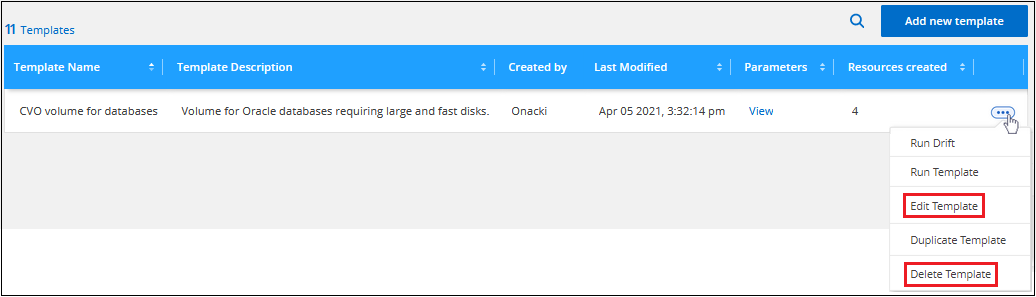 11 Templates
Add new template
Template Name Template Description Created by Last Modified Parameters Resources created
CVO volume for databases Volume for Oracle databases requiring large and fast disks. Onacki Apr 05 2021, 3:32:14 pm View 4
Run Drift
Run Template
Edit Template
Duplicate Template
Delete Template